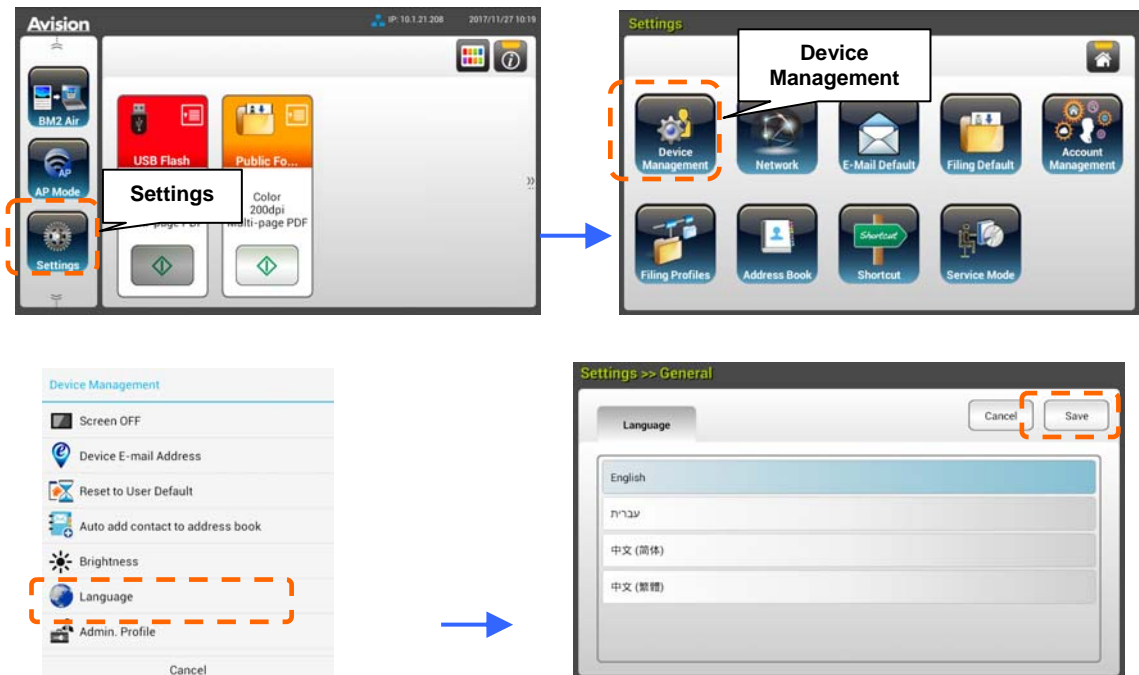 Avision
IP: 10.1.21.208 2017/11/27 10:19
BM2 Air
AP
AP Mode
Settings
USB Flash
Public Fo...
Settings
Color
200dpi
Multi-page PDF
Settings
Device
Management
Device
Management
Network
E-Mail Default
Filing Default
Account
Management
Filing Profiles
Address Book
Shortcut
Shortcut
Service Mode
Device Management
Screen OFF
Device E-mail Address
Reset to User Default
Auto add contact to address book
Brightness
Language
Admin. Profile
Cancel
Settings >> General
Language
Cancel
Save
English
עברית
中文 (简体)
中文 (繁體)